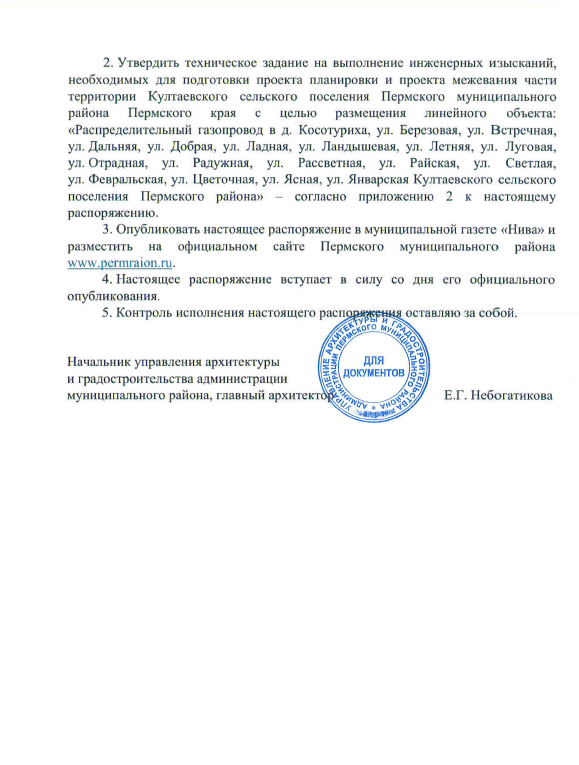 2. Утвердить техническое задание на выполнение инженерных изысканий,
необходимых для подготовки проекта планировки и проекта межевания части
территории Култаевского сельского поселения Пермского муниципального
района Пермского края с целью размещения линейного объекта:
«Распределительный газопровод в д. Косотуриха, ул. Березовая, ул. Встречная,
ул. Дальняя, ул. Добрая, ул. Ладная, ул. Ландышевая, ул. Летняя, ул. Луговая,
ул. Отрадная, ул. Радужная, ул. Рассветная, ул. Райская, ул. Светлая,
ул. Февральская, ул. Цветочная, ул. Ясная, ул. Январская Култаевского сельского
поселения Пермского района» – согласно приложению 2 к настоящему
распоряжению.
3. Опубликовать настоящее распоряжение в муниципальной газете «Нива» и
разместить на официальном сайте Пермского муниципального района
www.permraion.ru.
4. Настоящее распоряжение вступает в силу со дня его официального
опубликования.
5. Контроль исполнения настоящего распоряжения оставляю за собой.
Начальник управления архитектуры
и градостроительства администрации
муниципального района, главный архитектор
Е.Г. Небогатикова
УПРАВЛЕНИЕ АРХИТЕКТУРЫ И ГРАДОСТРОИТЕЛЬСТВА
АДМИНИСТРАЦИИ ПЕРМСКОГО МУНИЦИПАЛЬНОГО РАЙОНА
ДЛЯ
ДОКУМЕНТОВ